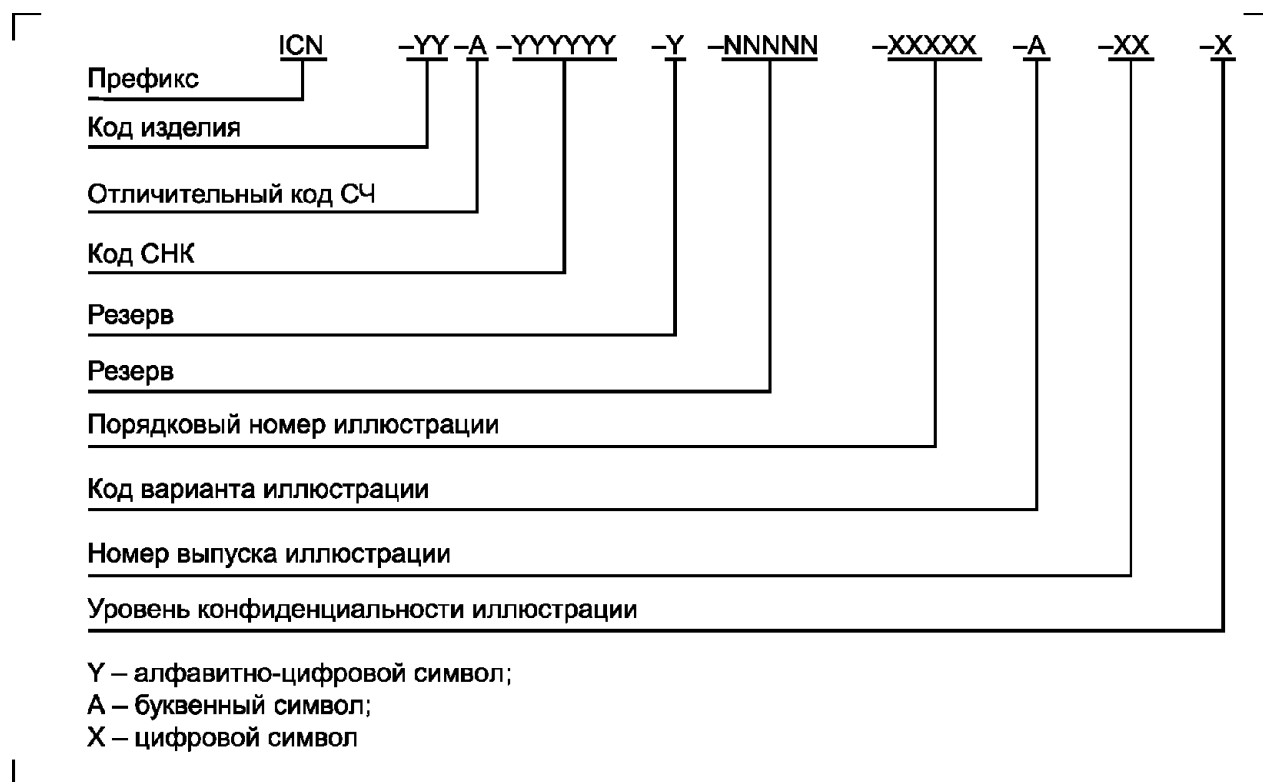 ICN –YY –A –YYYYYY –Y –NNNNN –XXXXX –A –XX –X
Префикс
Код изделия
Отличительный код СЧ
Код СНК
Резерв
Резерв
Порядковый номер иллюстрации
Код варианта иллюстрации
Номер выпуска иллюстрации
Уровень конфиденциальности иллюстрации
Y – алфавитно-цифровой символ;
А – буквенный символ;
Х – цифровой символ